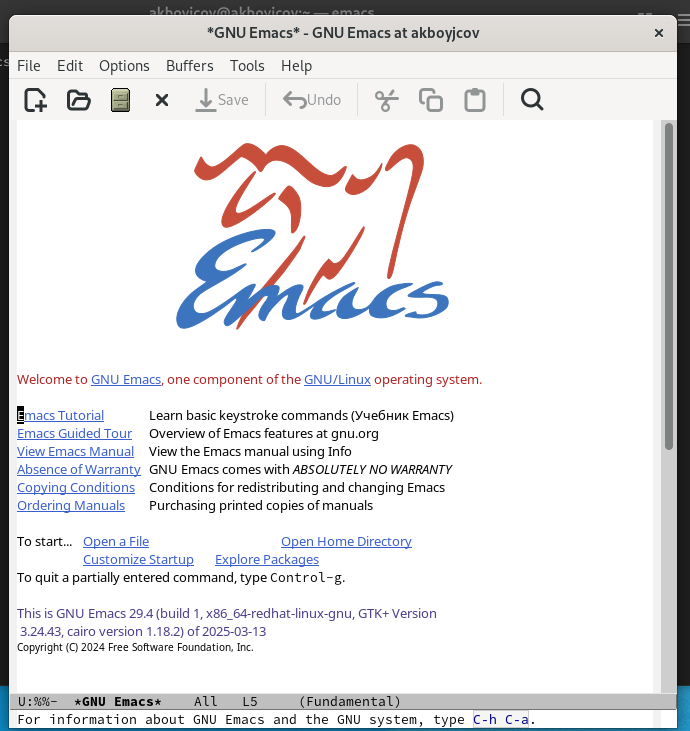 akboyjcov@akboyjcov:~ — emacs
*GNU Emacs* - GNU Emacs at akboyjcov
File Edit Options Buffers Tools Help
Save Undo
Emacs
Welcome to GNU Emacs, one component of the GNU/Linux operating system.
Emacs Tutorial Learn basic keystroke commands (Учебник Emacs)
Emacs Guided Tour Overview of Emacs features at gnu.org
View Emacs Manual View the Emacs manual using Info
Absence of Warranty GNU Emacs comes with ABSOLUTELY NO WARRANTY
Copying Conditions Conditions for redistributing and changing Emacs
Ordering Manuals Purchasing printed copies of manuals
To start... Open a File Open Home Directory
Customize Startup Explore Packages
To quit a partially entered command, type Control-g.
This is GNU Emacs 29.4 (build 1, x86_64-redhat-linux-gnu, GTK+ Version
3.24.43, cairo version 1.18.2) of 2025-03-13
Copyright (C) 2024 Free Software Foundation, Inc.
U:%%- *GNU Emacs* All L5 (Fundamental)
For information about GNU Emacs and the GNU system, type C-h C-a.